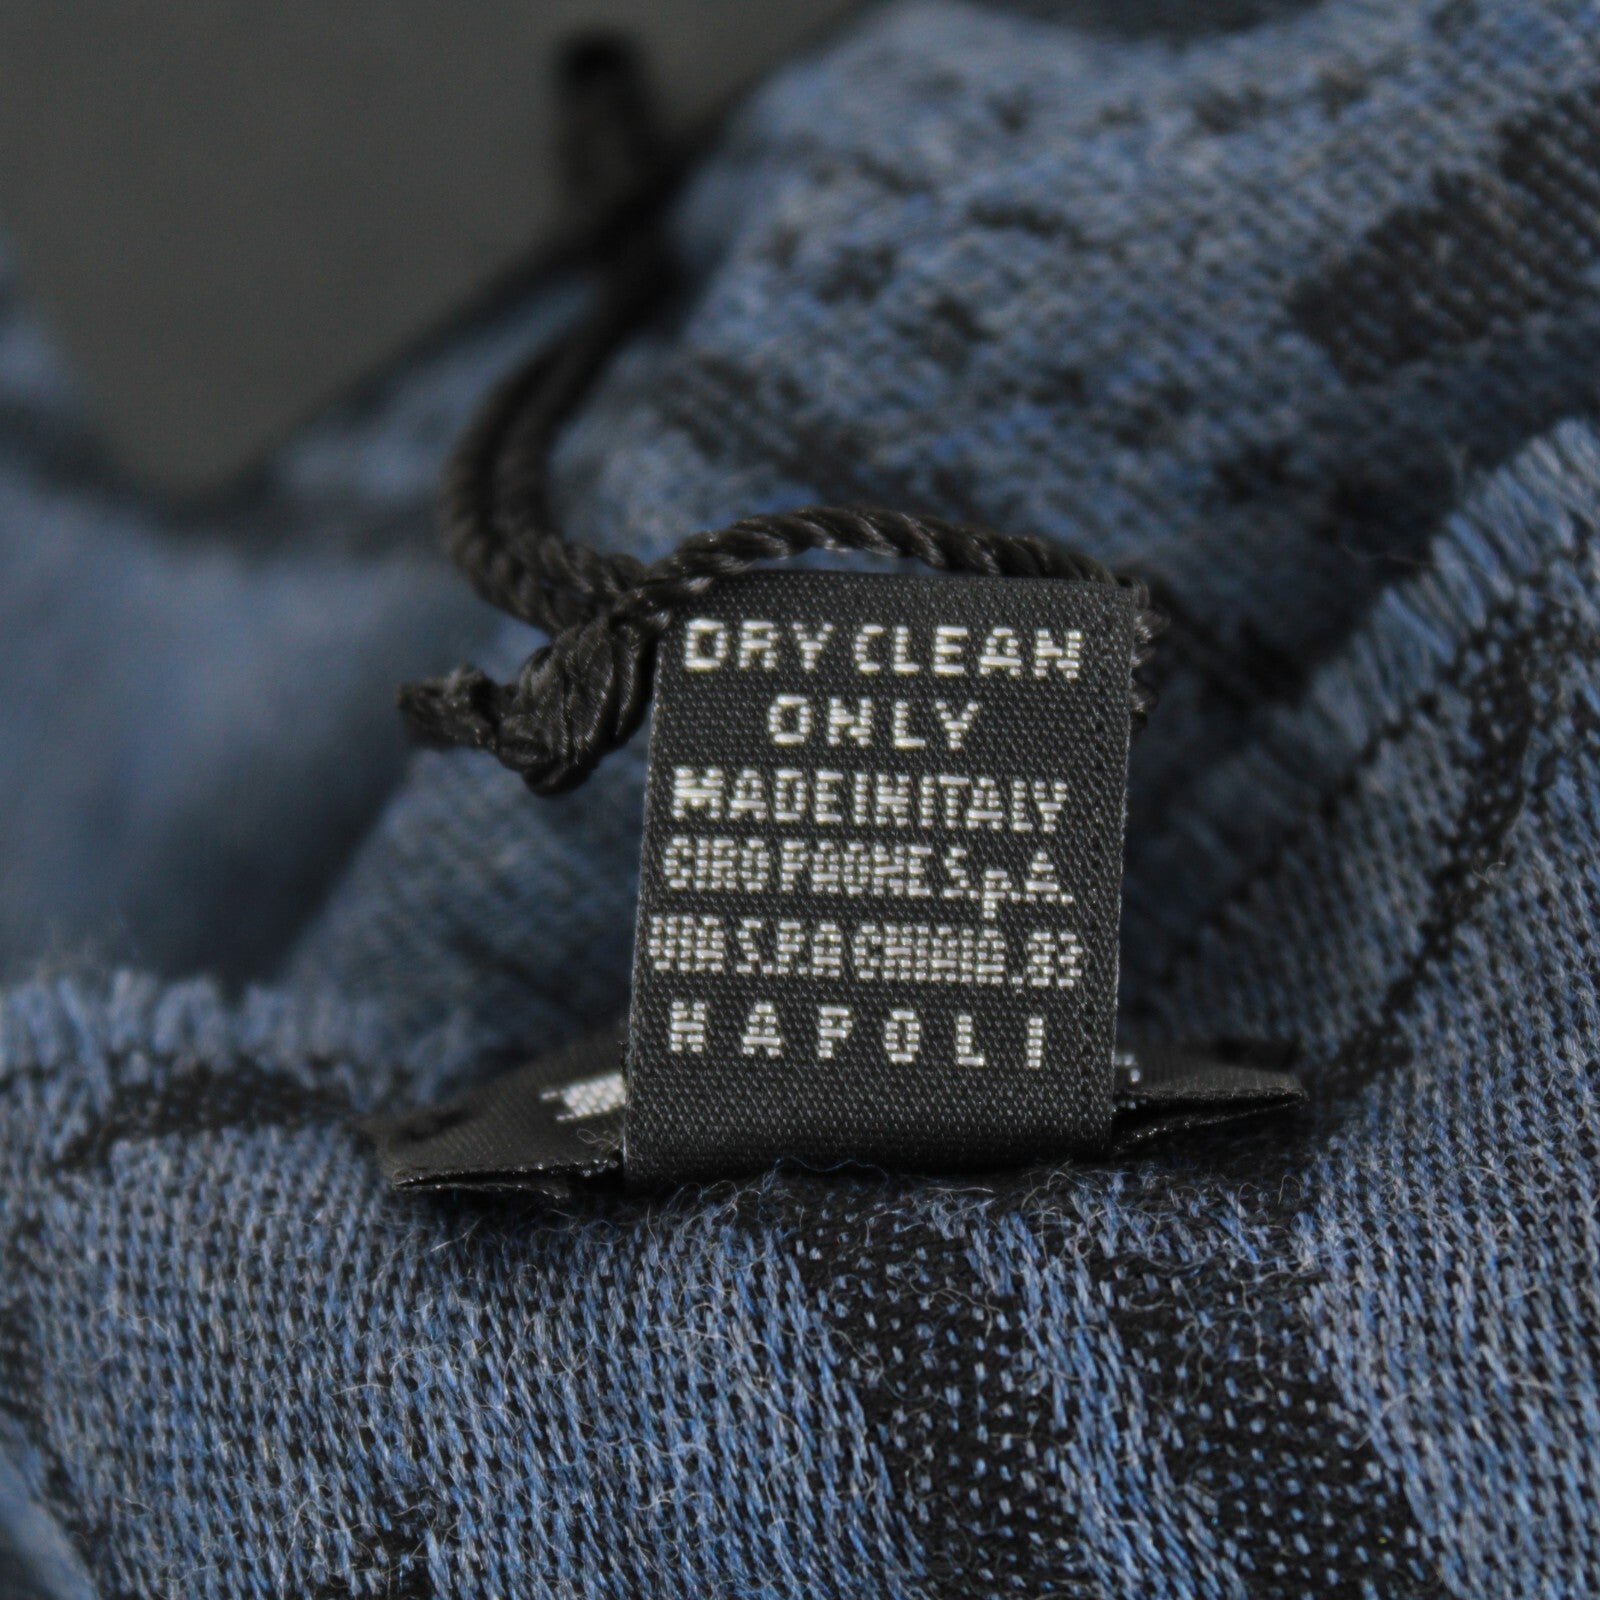 DRY CLEAN
ONLY
MADE IN ITALY
CIRO PAONE S.p.A
NAPOLI